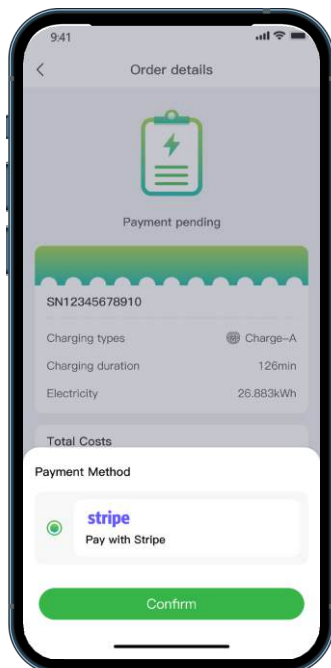 9:41
Order details
Payment pending
SN12345678910
Charging types Charge-A
Charging duration 126min
Electricity 26.883kWh
Total Costs
Payment Method
stripe
Pay with Stripe
Confirm